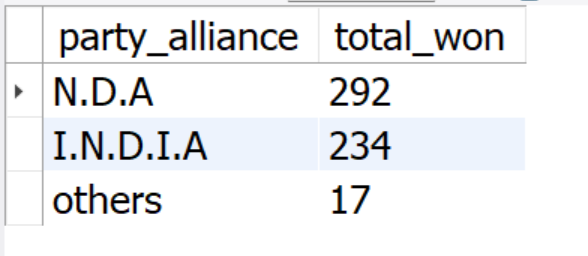 party_alliance total_won
N.D.A 292
I.N.D.I.A 234
others 17